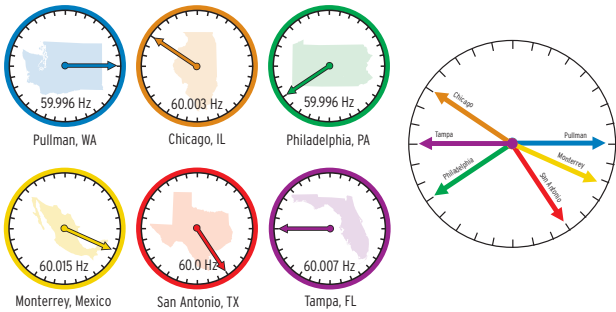 59.996 Hz
Pullman, WA
60.003 Hz
Chicago, IL
59.996 Hz
Philadelphia, PA
60.015 Hz
Monterrey, Mexico
60.0 Hz
San Antonio, TX
60.007 Hz
Tampa, FL
Chicago
Tampa
Pullman
Monterrey
Philadelphia
San Antonio